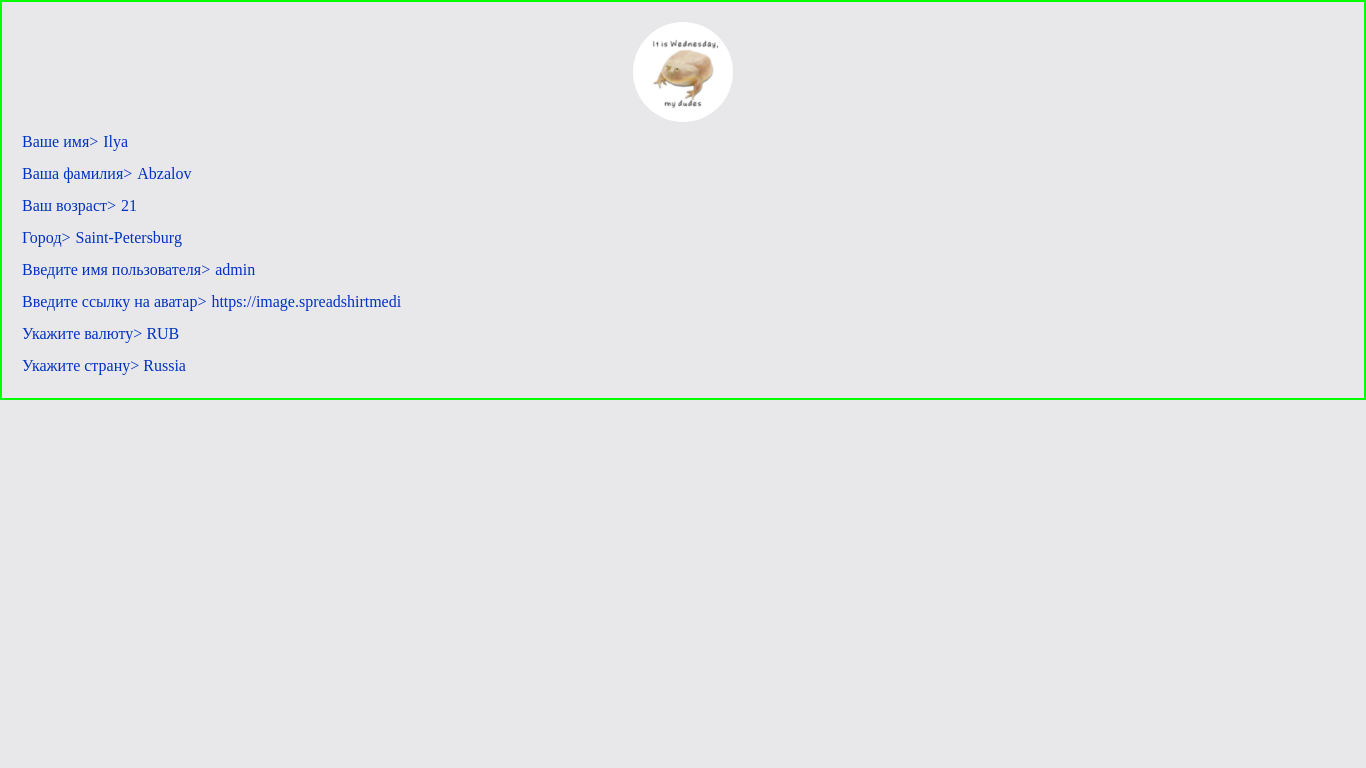 It is Wednesday,
my dudes
Ваше имя> Ilya
Ваша фамилия> Abzalov
Ваш возраст> 21
Город> Saint-Petersburg
Введите имя пользователя> admin
Введите ссылку на аватар> https://image.spreadshirtmedi
Укажите валюту> RUB
Укажите страну> Russia